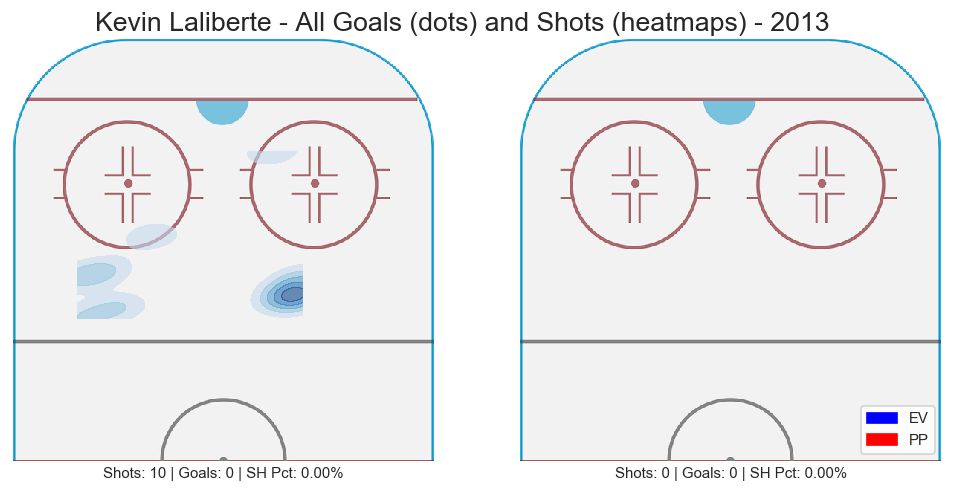 Kevin Laliberte - All Goals (dots) and Shots (heatmaps) - 2013
EV
PP
Shots: 10 | Goals: 0 | SH Pct: 0.00%
Shots: 0 | Goals: 0 | SH Pct: 0.00%